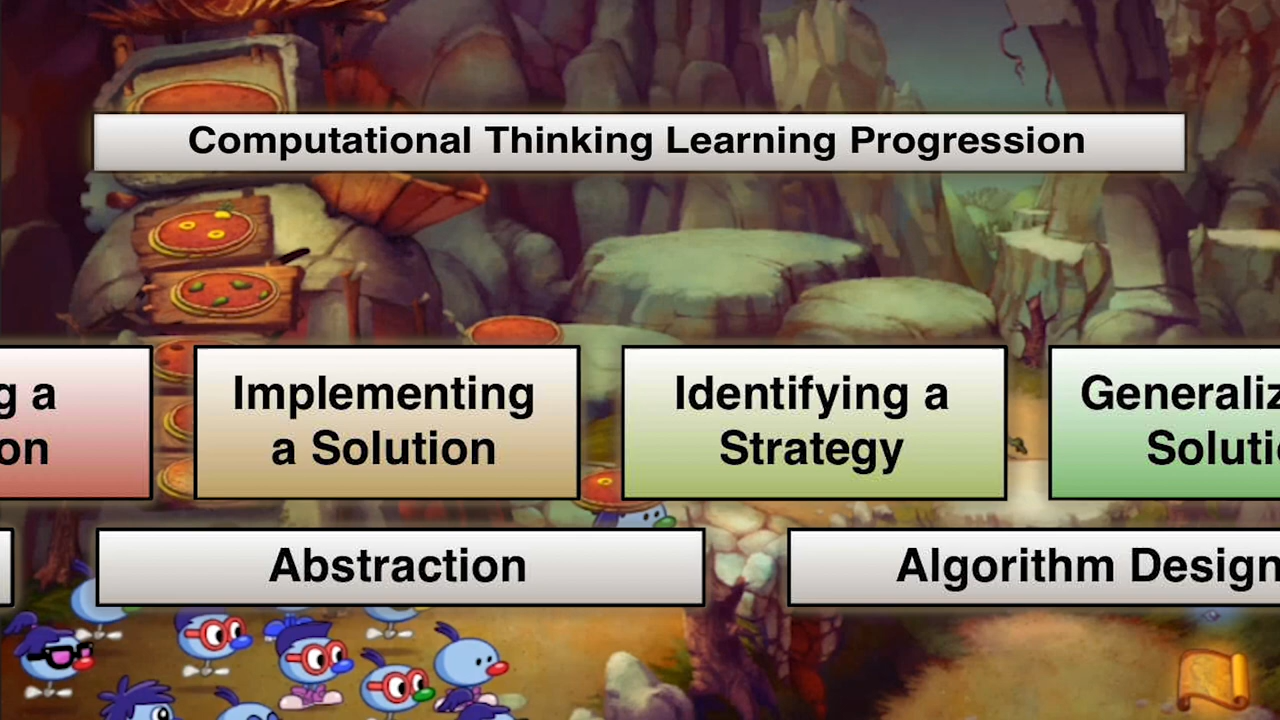 Computational Thinking Learning Progression
g a
on
Implementing
a Solution
Identifying a
Strategy
Generaliz
Soluti
Abstraction
Algorithm Design